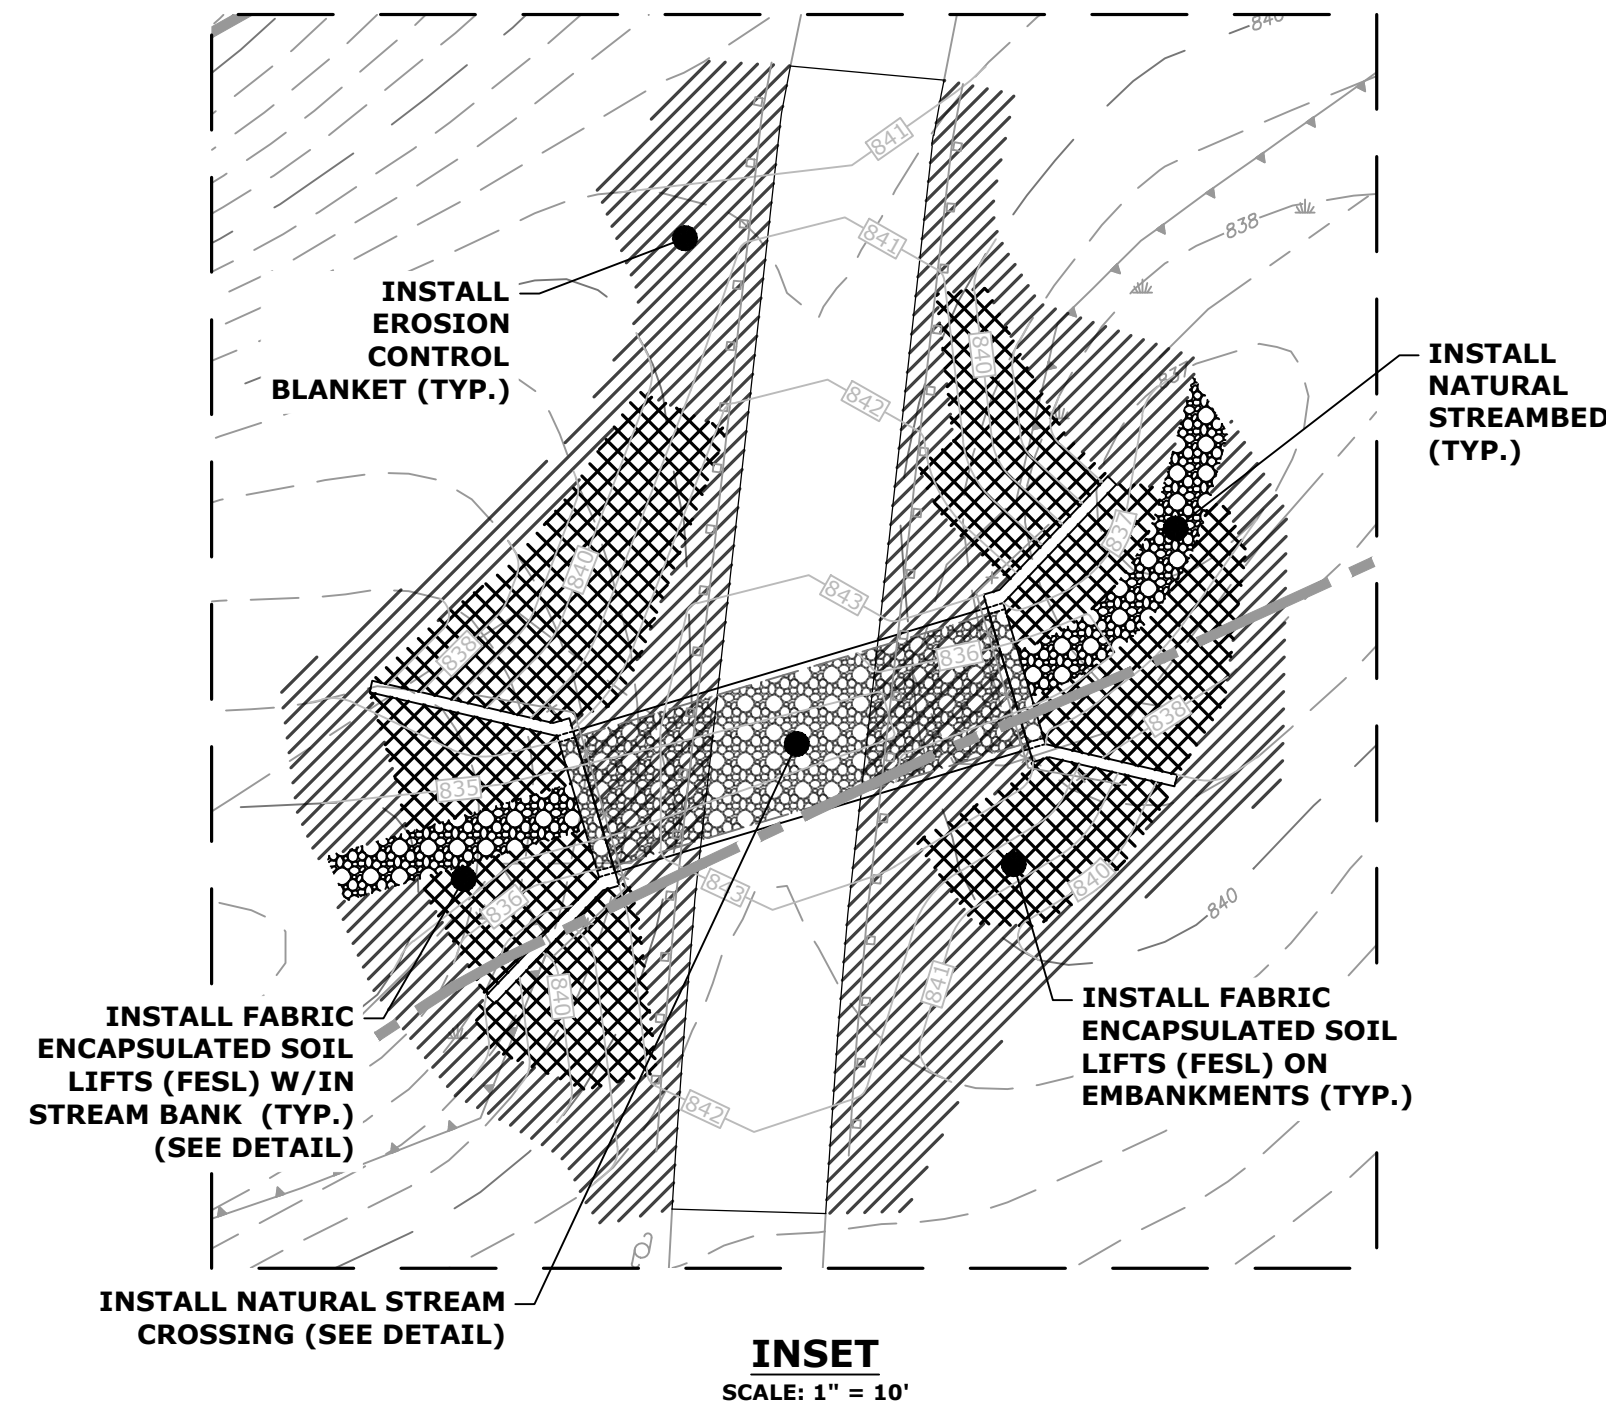 840
841
838
841
INSTALL
EROSION
CONTROL
BLANKET (TYP.)
840
INSTALL
NATURAL
STREAMBED
(TYP.)
837
842
837
840
843
838
836
838
835
843
840
836
840
841
840
INSTALL FABRIC
ENCAPSULATED SOIL
LIFTS (FESL) W/IN
STREAM BANK (TYP.)
(SEE DETAIL)
INSTALL FABRIC
ENCAPSULATED SOIL
LIFTS (FESL) ON
EMBANKMENTS (TYP.)
842
INSTALL NATURAL STREAM
CROSSING (SEE DETAIL)
INSET
SCALE: 1" = 10'